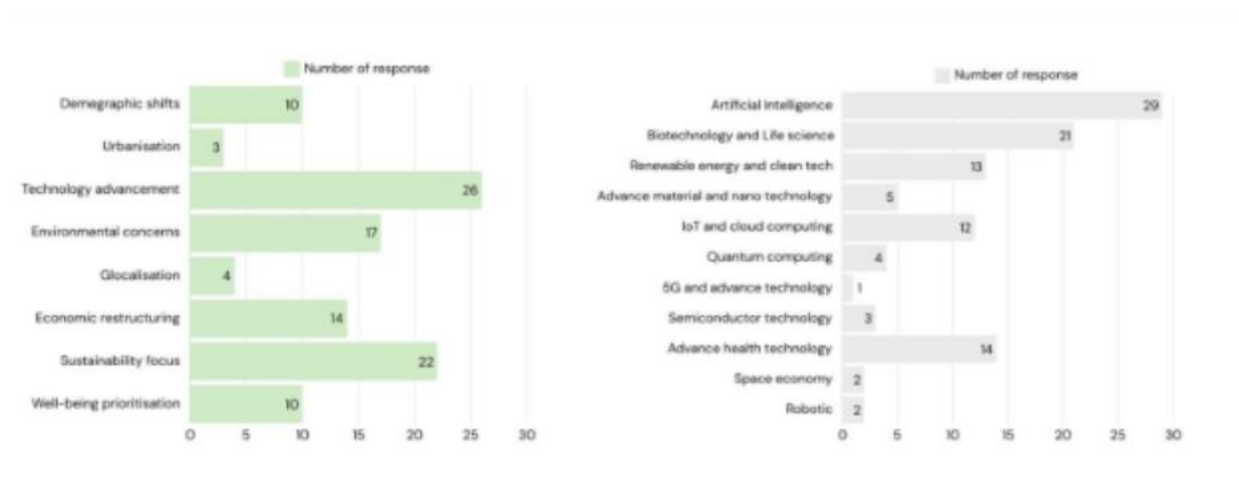 Number of response
Demographic shifts 10
Urbanisation 3
Technology advancement 26
Environmental concerns 17
Glocalisation 4
Economic restructuring 14
Sustainability focus 22
Well-being prioritisation 10
0 5 10 15 20 25 30
Number of response
Artificial Intelligence 29
Biotechnology and Life science 21
Renewable energy and clean tech 13
Advance material and nano technology 5
IoT and cloud computing 12
Quantum computing 4
5G and advance technology 1
Semiconductor technology 3
Advance health technology 14
Space economy 2
Robotic 2
0 5 10 15 20 25 30